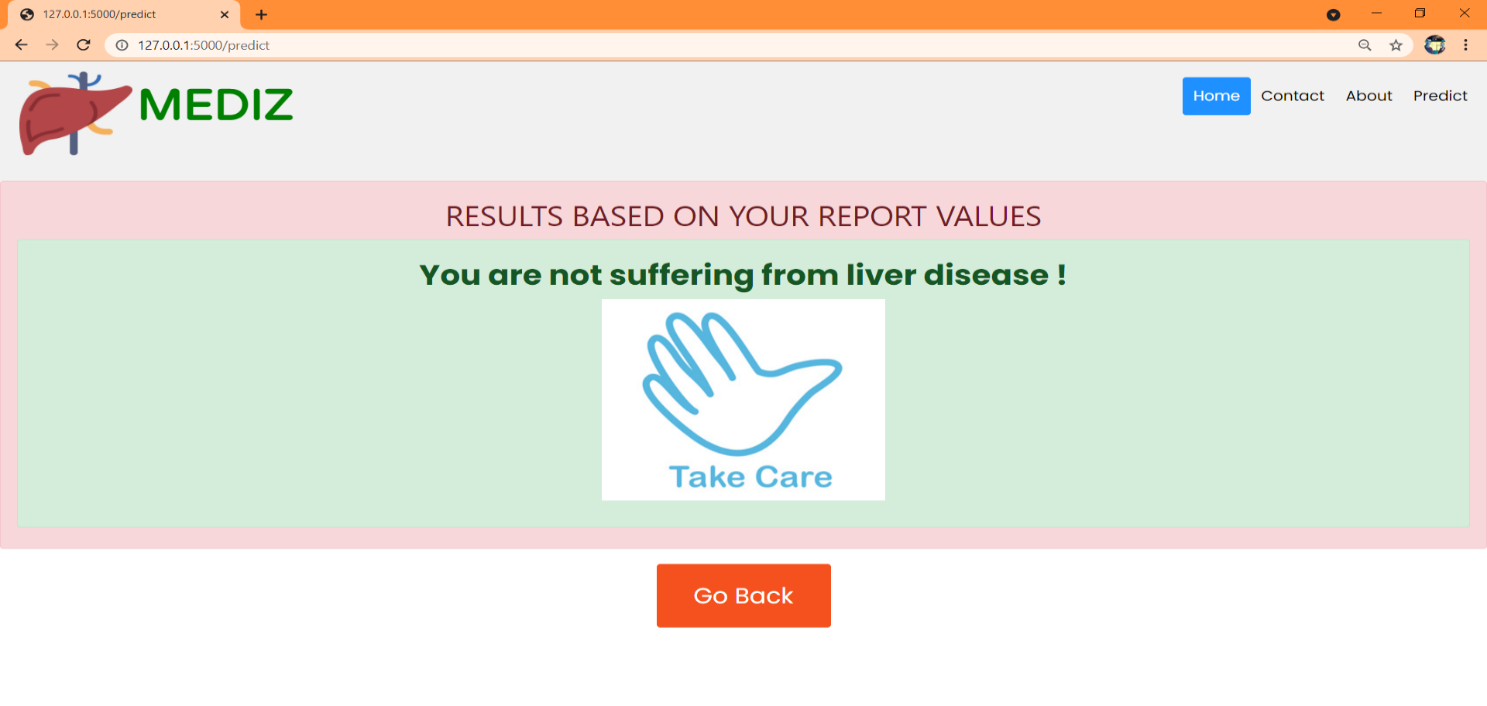 127.0.0.1:5000/predict
127.0.0.1:5000/predict
MEDIZ
Home Contact About Predict
RESULTS BASED ON YOUR REPORT VALUES
You are not suffering from liver disease !
Take Care
Go Back